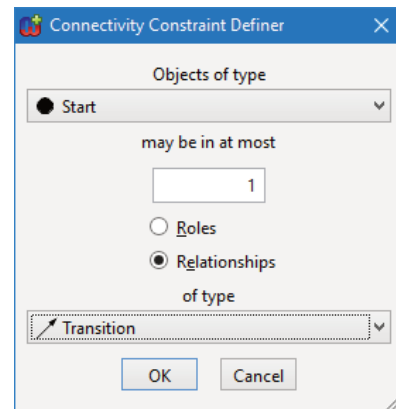 Connectivity Constraint Definer
Objects of type
Start
may be in at most
1
Roles
Relationships
of type
Transition
OK Cancel